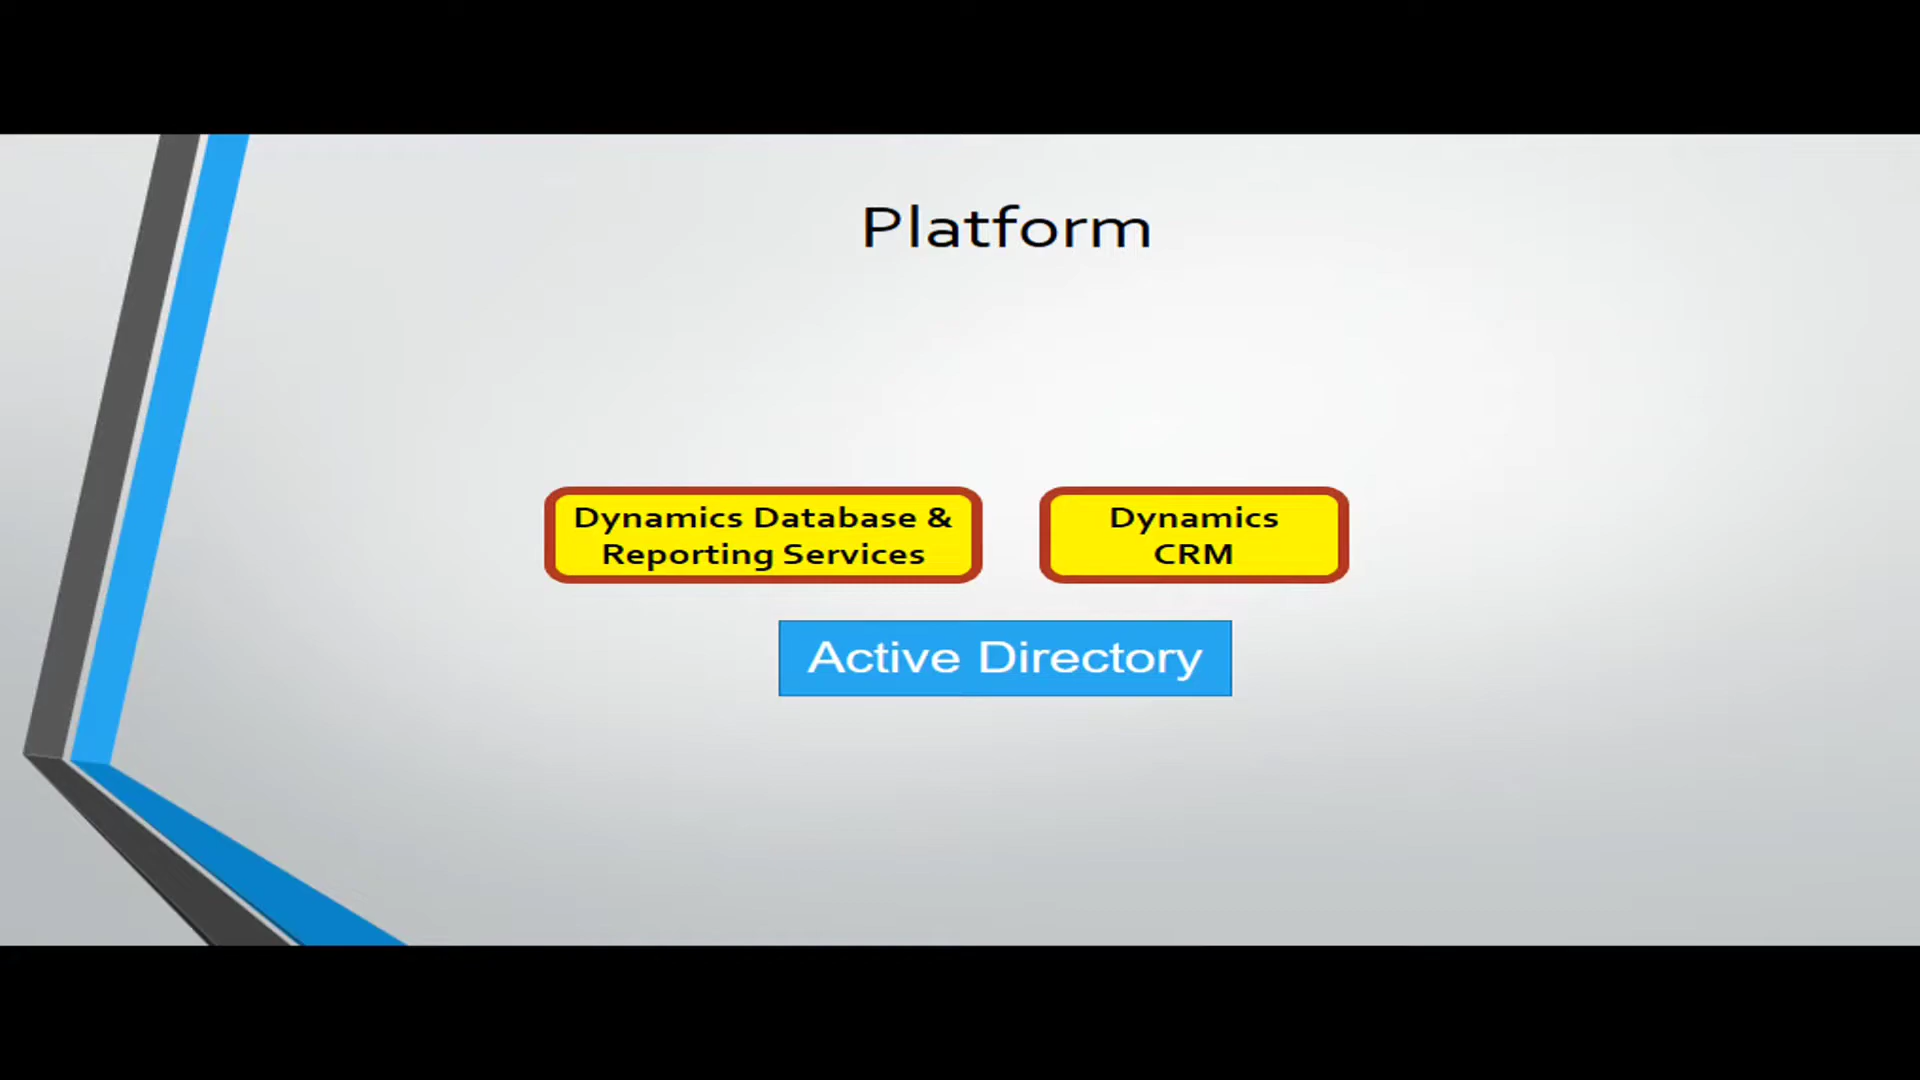 Platform
Dynamics Database &
Reporting Services
Dynamics
CRM
Active Directory